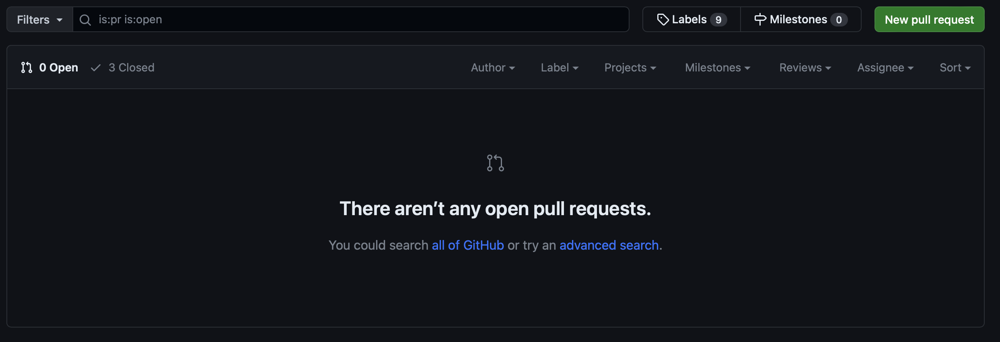 Filters is:pr is:open Labels 9 Milestones 0 New pull request
0 Open 3 Closed Author Label Projects Milestones Reviews Assignee Sort
There aren't any open pull requests.
You could search all of GitHub or try an advanced search.